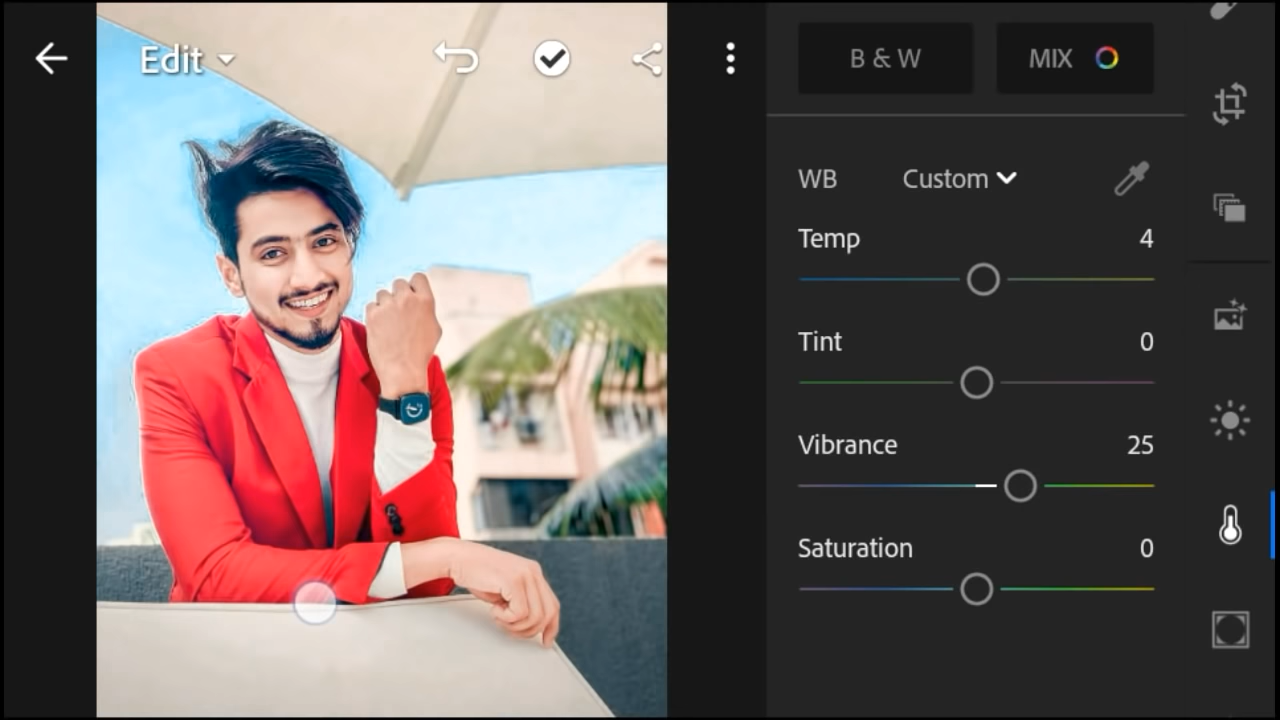 Edit
B & W
MIX
WB Custom
Temp 4
Tint 0
Vibrance 25
Saturation 0